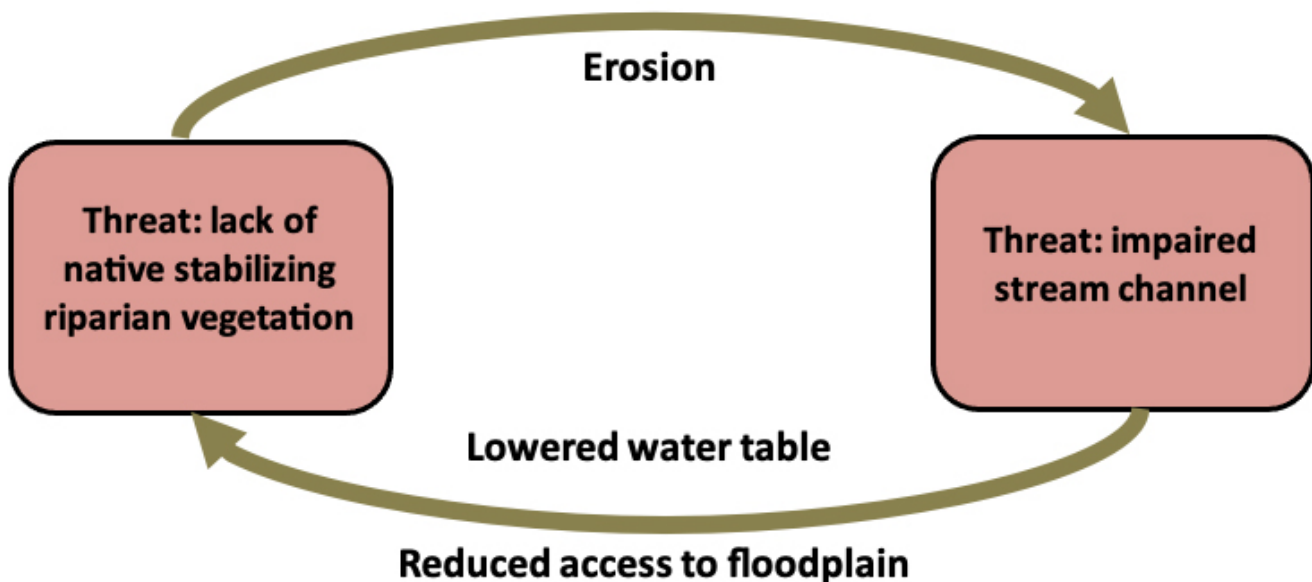 Erosion
Threat: lack of
native stabilizing
riparian vegetation
Threat: impaired
stream channel
Lowered water table
Reduced access to floodplain